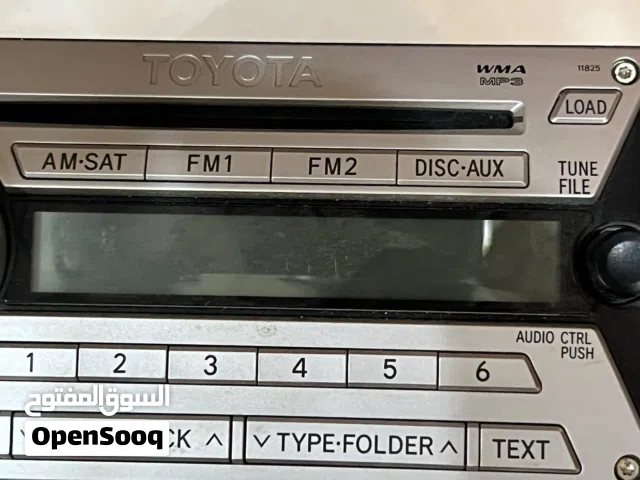 TOYOTA
WMA
MP3
11825
LOAD
AM·SAT FM1 FM2 DISC·AUX
TUNE
FILE
AUDIO CTRL
PUSH
1 2 3 4 5 6
السوق المفتوح
OpenSooq
∨ TYPE·FOLDER ∧ TEXT